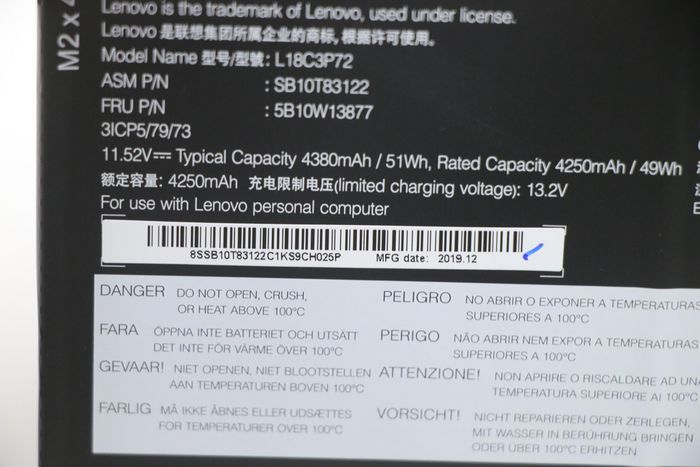 M2 x 4
Lenovo is the trademark of Lenovo, used under license.
Lenovo 是联想集团所属企业的商标, 根据许可使用。
Model Name 型号/型號: L18C3P72
ASM P/N : SB10T83122
FRU P/N : 5B10W13877
3ICP5/79/73
11.52V⎓ Typical Capacity 4380mAh / 51Wh, Rated Capacity 4250mAh / 49Wh
额定容量: 4250mAh 充电限制电压(limited charging voltage): 13.2V
For use with Lenovo personal computer
8SSB10T83122C1KS9CH025P MFG date: 2019.12
DANGER DO NOT OPEN, CRUSH,
OR HEAT ABOVE 100°C
FARA ÖPPNA INTE BATTERIET OCH UTSÄTT
DET INTE FÖR VÄRME ÖVER 100°C
GEVAAR! NIET OPENEN, NIET BLOOTSTELLEN
AAN TEMPERATUREN BOVEN 100°C
FARLIG MÅ IKKE ÅBNES ELLER UDSÆTTES
FOR TEMPERATURER OVER 100°C
PELIGRO NO ABRIR O EXPONER A TEMPERATURAS
SUPERIORES A 100°C
PERIGO NÃO ABRIR NEM EXPOR A TEMPERATURAS
SUPERIORES A 100°C
ATTENZIONE! NON APRIRE O RISCALDARE AD UNA
TEMPERATURA SUPERIORE AI 100°C
VORSICHT! NICHT REPARIEREN ODER ZERLEGEN,
MIT WASSER IN BERÜHRUNG BRINGEN
ODER ÜBER 100°C ERHITZEN